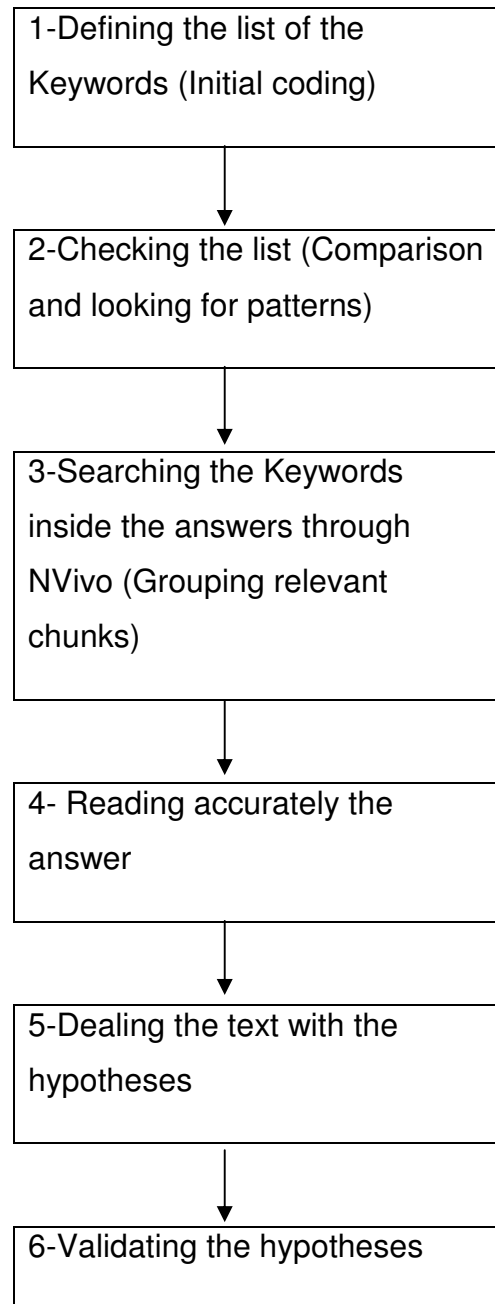 1-Defining the list of the
Keywords (Initial coding)
2-Checking the list (Comparison
and looking for patterns)
3-Searching the Keywords
inside the answers through
NVivo (Grouping relevant
chunks)
4- Reading accurately the
answer
5-Dealing the text with the
hypotheses
6-Validating the hypotheses